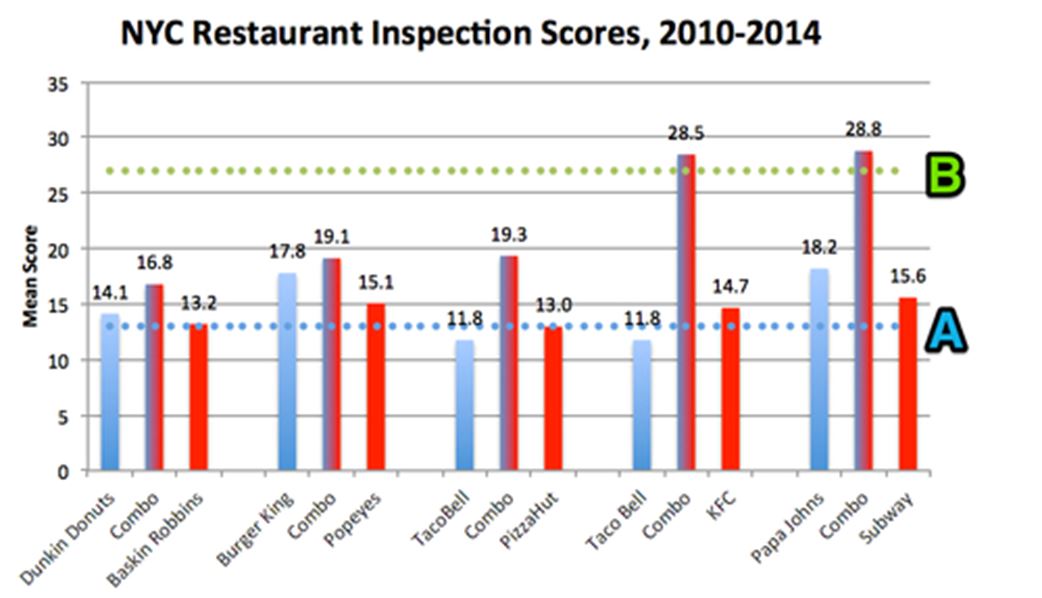 NYC Restaurant Inspection Scores, 2010-2014
Mean Score
35
30
25
20
15
10
5
0
14.1
16.8
13.2
17.8
19.1
15.1
11.8
19.3
13.0
11.8
28.5
14.7
18.2
28.8
15.6
B
A
Dunkin Donuts
Combo
Baskin Robbins
Burger King
Combo
Popeyes
TacoBell
Combo
PizzaHut
Taco Bell
Combo
KFC
Papa Johns
Combo
Subway